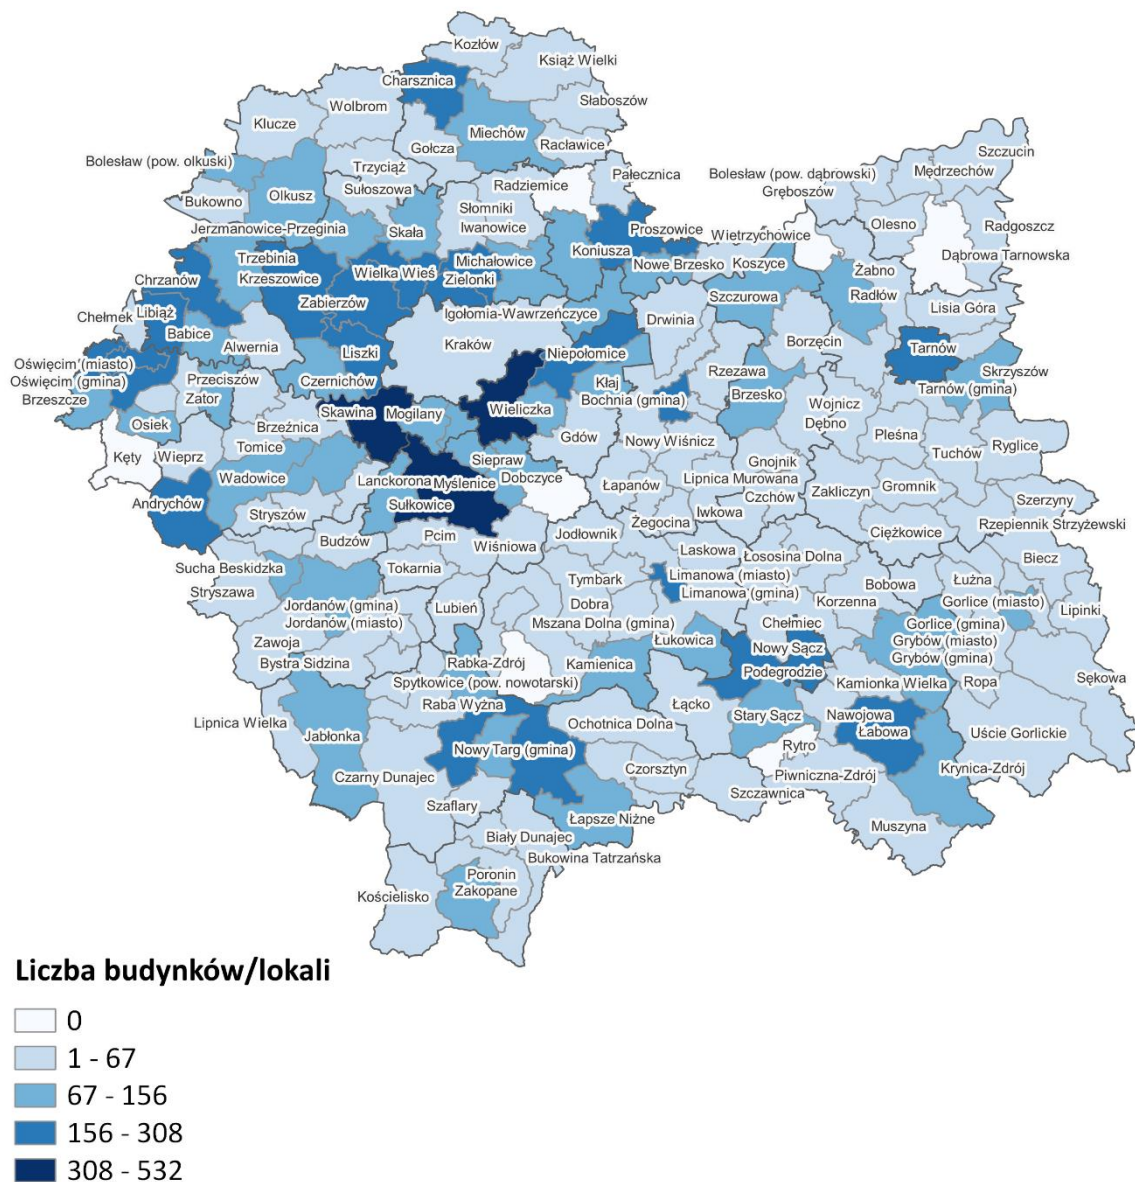 Kozłów
Książ Wielki
Charsznica
Wolbrom
Słaboszów
Klucze
Miechów
Gołcza
Racławice
Szczucin
Bolesław (pow. olkuski)
Trzyciąż
Pałecznica
Bolesław (pow. dąbrowski)
Mędrzechów
Radziemice
Gręboszów
Bukowno
Olkusz
Sułoszowa
Słomniki
Olesno
Radgoszcz
Jerzmanowice-Przeginia
Skała
Iwanowice
Proszowice
Wietrzychowice
Koniusza
Dąbrowa Tarnowska
Trzebinia
Michałowice
Nowe Brzesko
Koszyce
Żabno
Chrzanów
Krzeszowice
Wielka Wieś
Zielonki
Szczurowa
Radłów
Zabierzów
Lisia Góra
Chełmek
Libiąż
Igołomia-Wawrzeńczyce
Drwinia
Babice
Alwernia
Kraków
Borzęcin
Tarnów
Liszki
Niepołomice
Oświęcim (miasto)
Skrzyszów
Oświęcim (gmina)
Przeciszów
Czernichów
Kłaj
Rzezawa
Tarnów (gmina)
Brzeszcze
Zator
Bochnia (gmina)
Brzesko
Skawina
Mogilany
Wieliczka
Wojnicz
Osiek
Brzeźnica
Dębno
Pleśna
Gdów
Nowy Wiśnicz
Ryglice
Tomice
Tuchów
Kęty
Wieprz
Siepraw
Gnojnik
Wadowice
Lanckorona
Myślenice
Dobczyce
Łapanów
Lipnica Murowana
Zakliczyn
Gromnik
Andrychów
Czchów
Szerzyny
Sułkowice
Stryszów
Iwkowa
Żegocina
Rzepiennik Strzyżewski
Budzów
Pcim
Jodłownik
Ciężkowice
Wiśniowa
Laskowa
Łososina Dolna
Biecz
Sucha Beskidzka
Tokarnia
Tymbark
Limanowa (miasto)
Bobowa
Łużna
Stryszawa
Limanowa (gmina)
Korzenna
Gorlice (miasto)
Jordanów (gmina)
Lubień
Dobra
Lipinki
Jordanów (miasto)
Mszana Dolna (gmina)
Chełmiec
Gorlice (gmina)
Zawoja
Łukowica
Nowy Sącz
Grybów (miasto)
Bystra Sidzina
Rabka-Zdrój
Kamienica
Podegrodzie
Grybów (gmina)
Spytkowice (pow. nowotarski)
Kamionka Wielka
Ropa
Sękowa
Raba Wyżna
Łącko
Lipnica Wielka
Ochotnica Dolna
Stary Sącz
Nawojowa
Jabłonka
Łabowa
Uście Gorlickie
Nowy Targ (gmina)
Rytro
Czarny Dunajec
Czorsztyn
Piwniczna-Zdrój
Krynica-Zdrój
Szczawnica
Szaflary
Łapsze Niżne
Muszyna
Biały Dunajec
Bukowina Tatrzańska
Poronin
Kościelisko
Zakopane
Liczba budynków/lokali
0
1 - 67
67 - 156
156 - 308
308 - 532